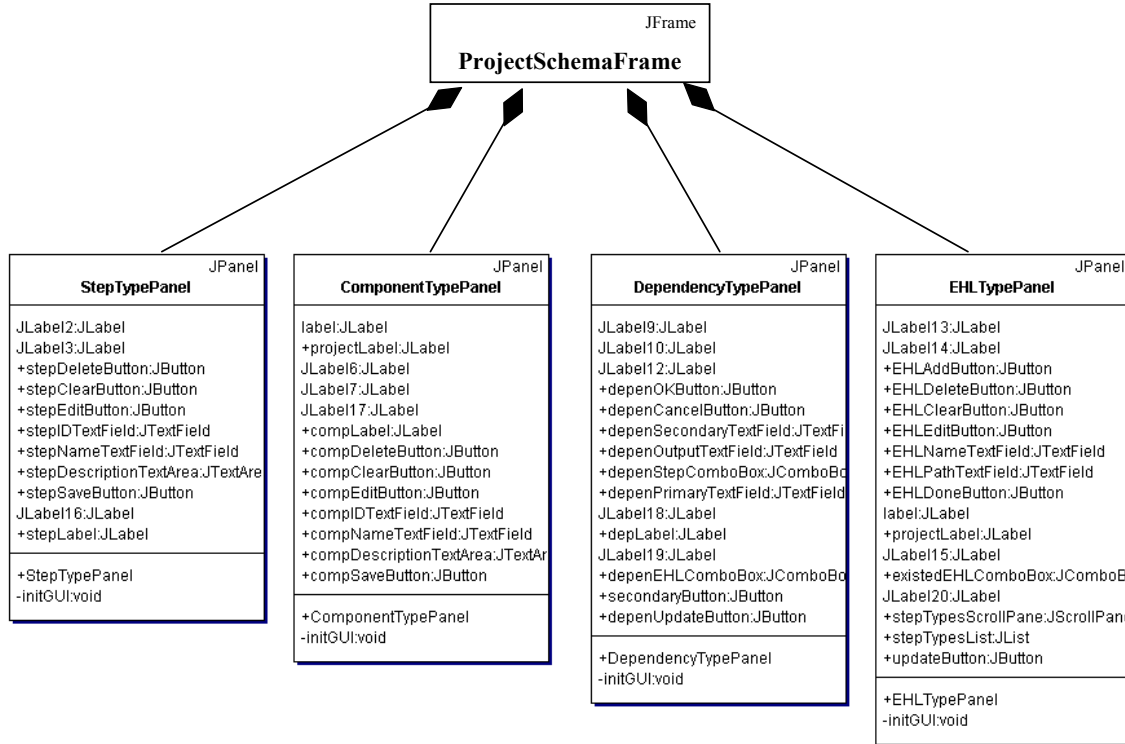 JFrame
ProjectSchemaFrame
JPanel
StepTypePanel
JLabel2:JLabel
JLabel3:JLabel
+stepDeleteButton:JButton
+stepClearButton:JButton
+stepEditButton:JButton
+stepIDTextField:JTextField
+stepNameTextField:JTextField
+stepDescriptionTextArea:JTextArea
+stepSaveButton:JButton
JLabel16:JLabel
+stepLabel:JLabel
+StepTypePanel
-initGUI:void
JPanel
ComponentTypePanel
label:JLabel
+projectLabel:JLabel
JLabel6:JLabel
JLabel7:JLabel
JLabel17:JLabel
+compLabel:JLabel
+compDeleteButton:JButton
+compClearButton:JButton
+compEditButton:JButton
+compIDTextField:JTextField
+compNameTextField:JTextField
+compDescriptionTextArea:JTextAr
+compSaveButton:JButton
+ComponentTypePanel
-initGUI:void
JPanel
DependencyTypePanel
JLabel9:JLabel
JLabel10:JLabel
JLabel12:JLabel
+depenOKButton:JButton
+depenCancelButton:JButton
+depenSecondaryTextField:JTextFi
+depenOutputTextField:JTextField
+depenStepComboBox:JComboBo
+depenPrimaryTextField:JTextField
JLabel18:JLabel
+depLabel:JLabel
JLabel19:JLabel
+depenEHLComboBox:JComboBo
+secondaryButton:JButton
+depenUpdateButton:JButton
+DependencyTypePanel
-initGUI:void
JPanel
EHLTypePanel
JLabel13:JLabel
JLabel14:JLabel
+EHLAddButton:JButton
+EHLDeleteButton:JButton
+EHLClearButton:JButton
+EHLEditButton:JButton
+EHLNameTextField:JTextField
+EHLPathTextField:JTextField
+EHLDoneButton:JButton
label:JLabel
+projectLabel:JLabel
JLabel15:JLabel
+existedEHLComboBox:JComboB
JLabel20:JLabel
+stepTypesScrollPane:JScrollPane
+stepTypesList:JList
+updateButton:JButton
+EHLTypePanel
-initGUI:void